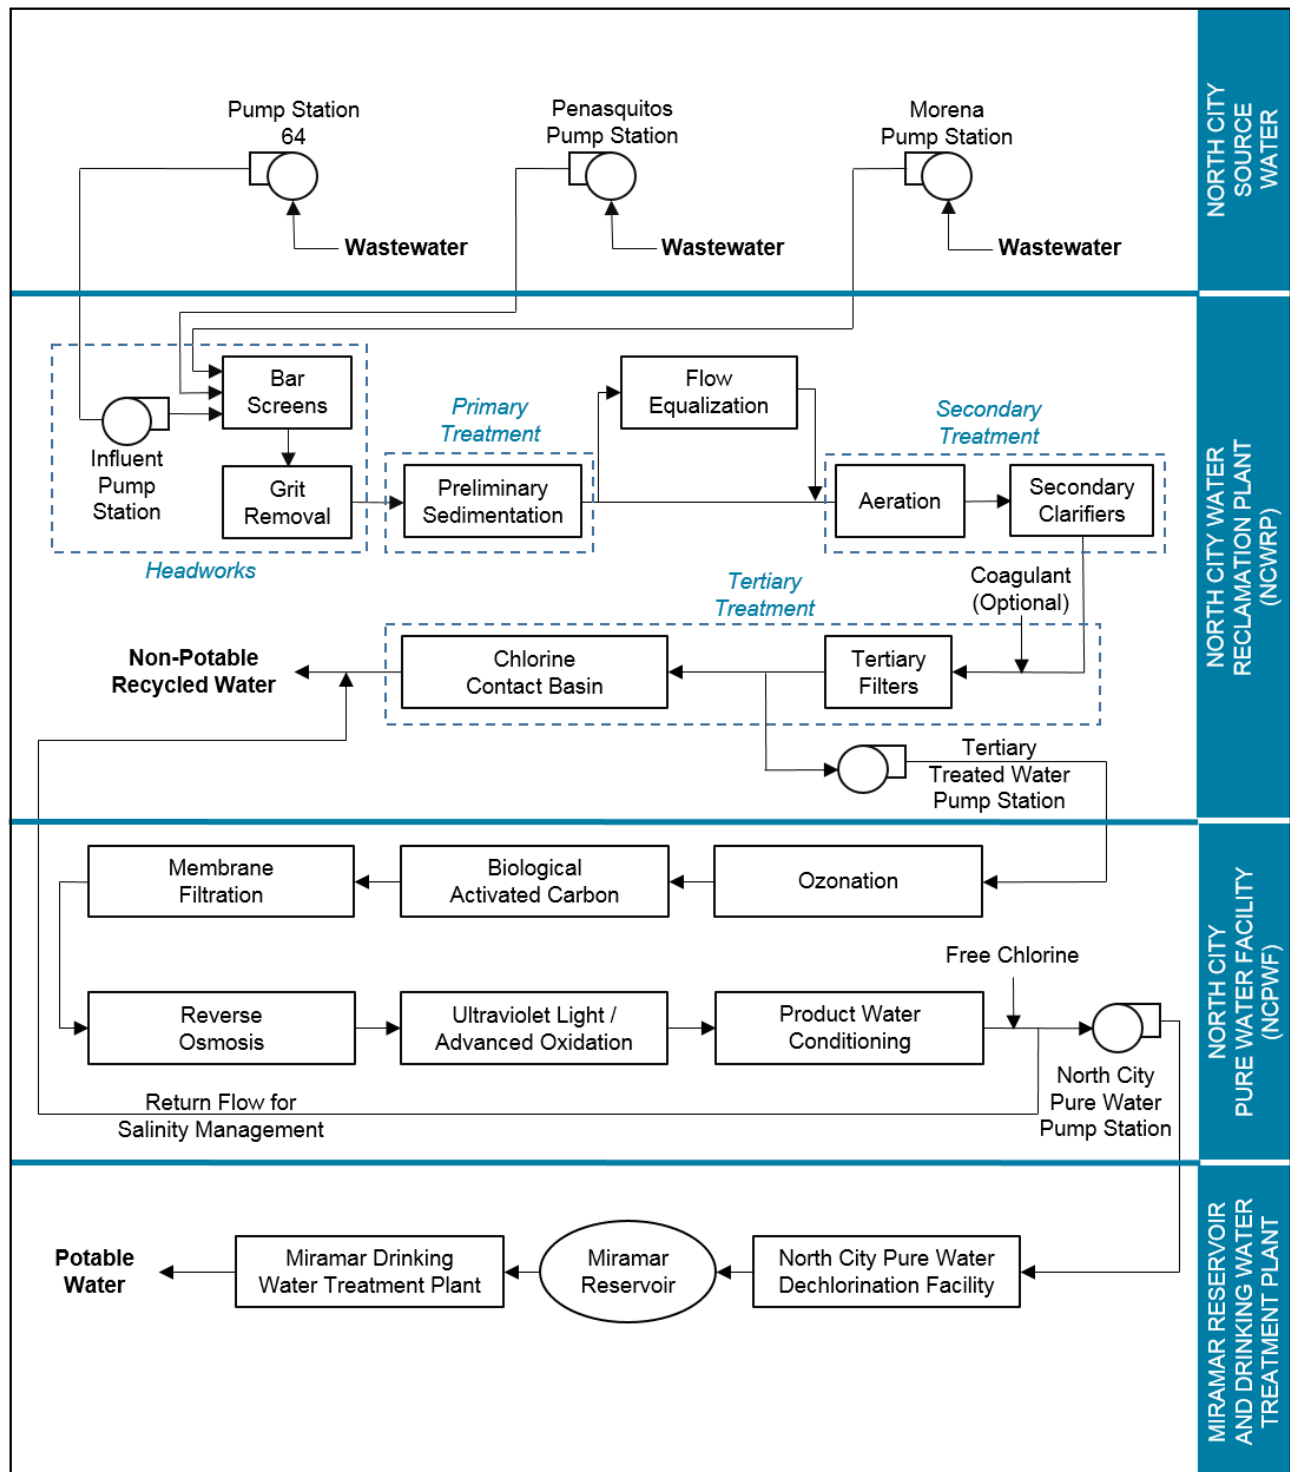 Pump Station
64
Penasquitos
Pump Station
Morena
Pump Station
Wastewater
Wastewater
Wastewater
NORTH CITY
SOURCE
WATER
Bar
Screens
Influent
Pump
Station
Grit
Removal
Headworks
Primary
Treatment
Preliminary
Sedimentation
Flow
Equalization
Secondary
Treatment
Aeration
Secondary
Clarifiers
Coagulant
(Optional)
Tertiary
Treatment
Tertiary
Filters
Chlorine
Contact Basin
Non-Potable
Recycled Water
Tertiary
Treated Water
Pump Station
NORTH CITY WATER
RECLAMATION PLANT
(NCWRP)
Membrane
Filtration
Biological
Activated Carbon
Ozonation
Free Chlorine
Reverse
Osmosis
Ultraviolet Light /
Advanced Oxidation
Product Water
Conditioning
North City
Pure Water
Pump Station
Return Flow for
Salinity Management
NORTH CITY
PURE WATER FACILITY
(NCPWF)
Potable
Water
Miramar Drinking
Water Treatment Plant
Miramar
Reservoir
North City Pure Water
Dechlorination Facility
MIRAMAR RESERVOIR
AND DRINKING WATER
TREATMENT PLANT